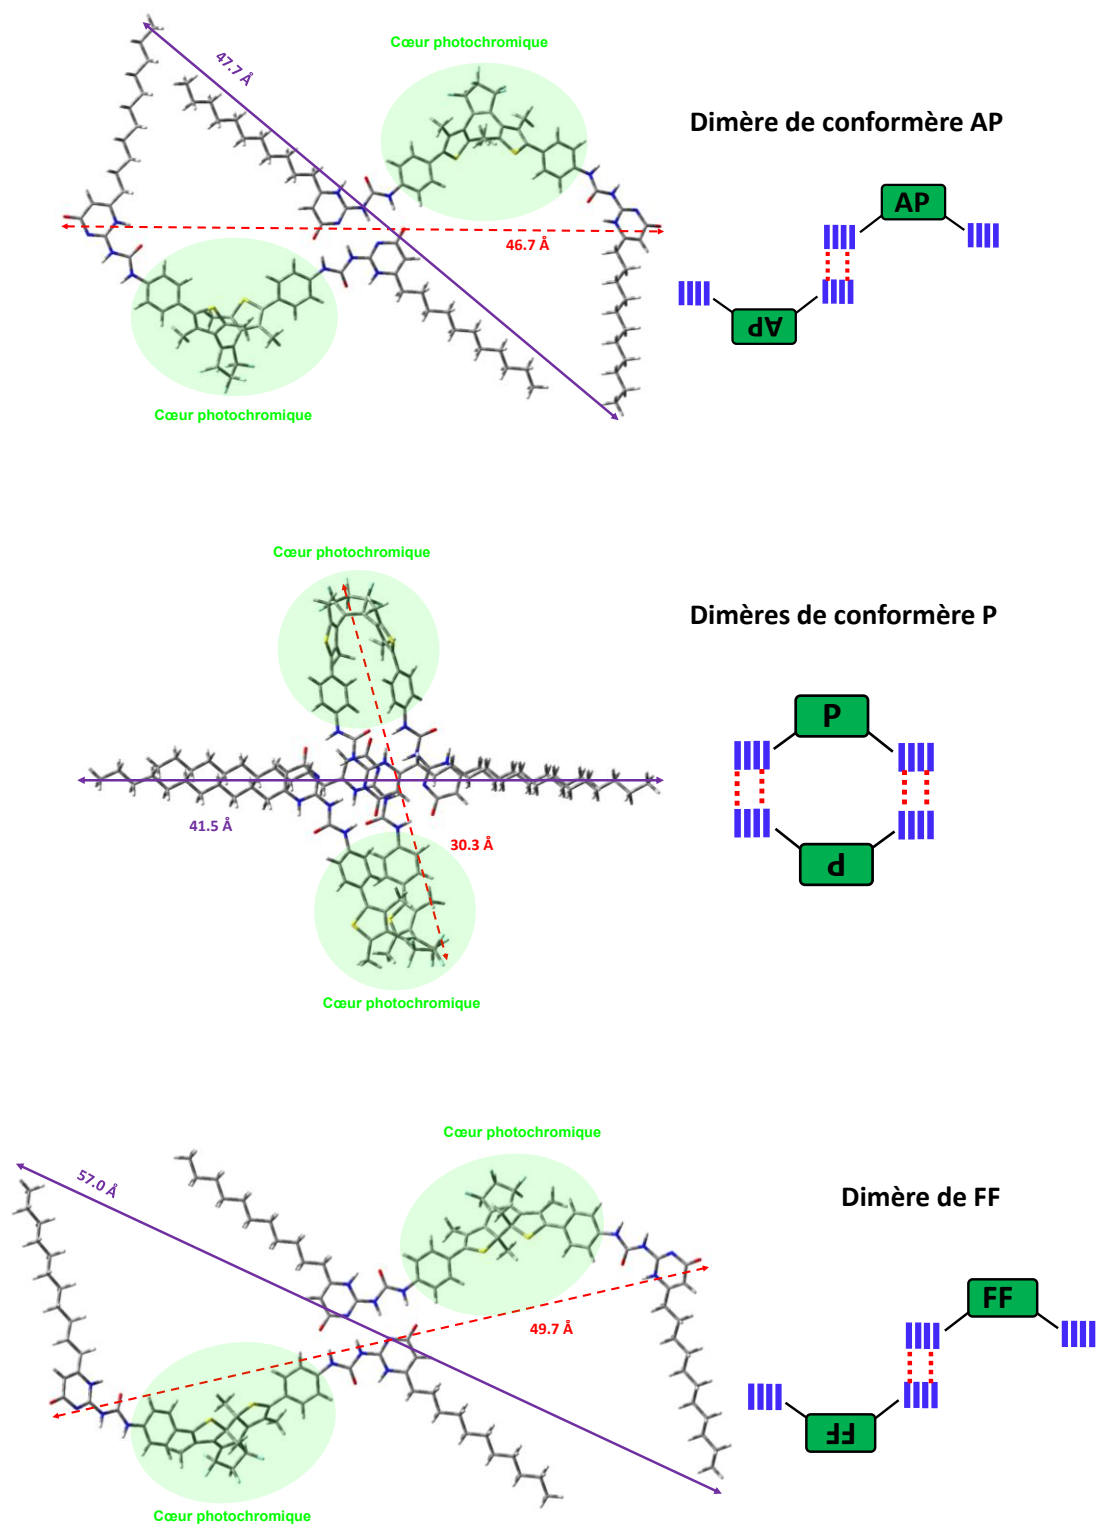 Cœur photochromique
47.7 Å
Dimère de conformère AP
AP
46.7 Å
AP
Cœur photochromique
Cœur photochromique
Dimères de conformère P
P
41.5 Å
30.3 Å
P
Cœur photochromique
Cœur photochromique
57.0 Å
Dimère de FF
FF
49.7 Å
FF
Cœur photochromique